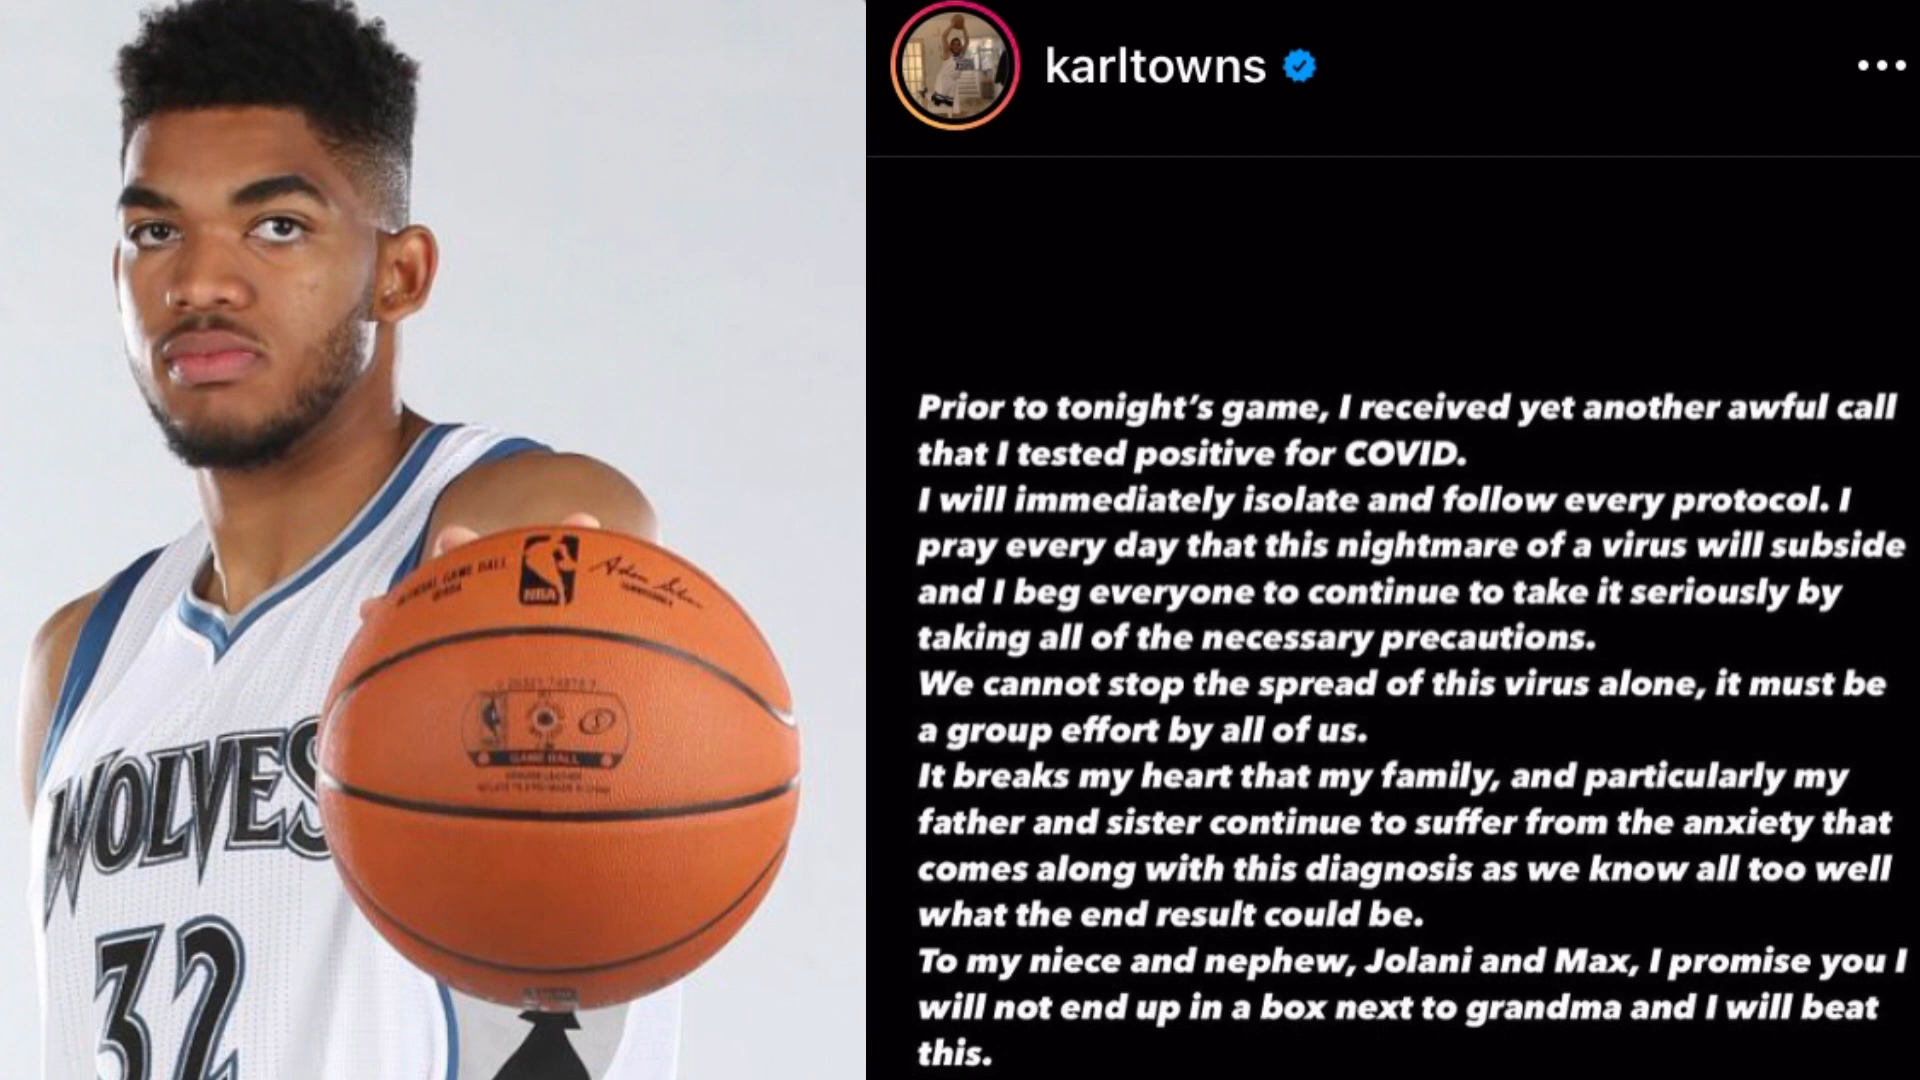 WOLVES
32
NBA
GAME BALL
karltowns
Prior to tonight’s game, I received yet another awful call
that I tested positive for COVID.
I will immediately isolate and follow every protocol. I
pray every day that this nightmare of a virus will subside
and I beg everyone to continue to take it seriously by
taking all of the necessary precautions.
We cannot stop the spread of this virus alone, it must be
a group effort by all of us.
It breaks my heart that my family, and particularly my
father and sister continue to suffer from the anxiety that
comes along with this diagnosis as we know all too well
what the end result could be.
To my niece and nephew, Jolani and Max, I promise you I
will not end up in a box next to grandma and I will beat
this.